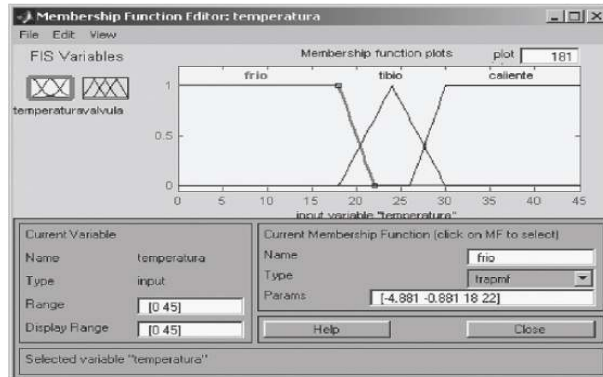 Membership Function Editor: temperatura
File Edit View
FIS Variables
Membership function plots
plot 181
temperatura valvula
frio tibio caliente
1
0.5
0
0 5 10 15 20 25 30 35 40 45
input variable "temperatura"
Current Variable
Name temperatura
Type input
Range [0 45]
Display Range [0 45]
Current Membership Function (click on MF to select)
Name frio
Type trapmf
Params [-4.881 -0.881 18 22]
Help Close
Selected variable "temperatura"